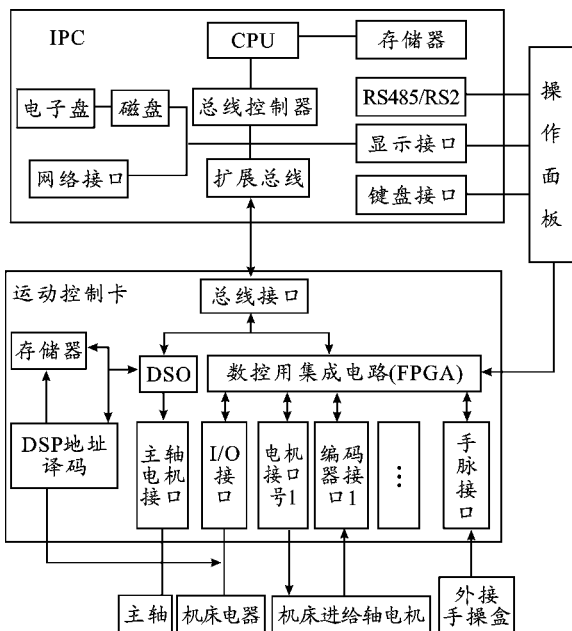 IPC
CPU
存储器
电子盘
磁盘
总线控制器
RS485/RS2
显示接口
网络接口
扩展总线
键盘接口
操
作
面
板
运动控制卡
总线接口
存储器
DSO
数控用集成电路(FPGA)
DSP地址
译码
主轴
电机
接口
I/O
接口
电机
接口
号1
编码
器接
口1
⋮
手
脉
接
口
主轴
机床电器
机床进给轴电机
外接
手操盒